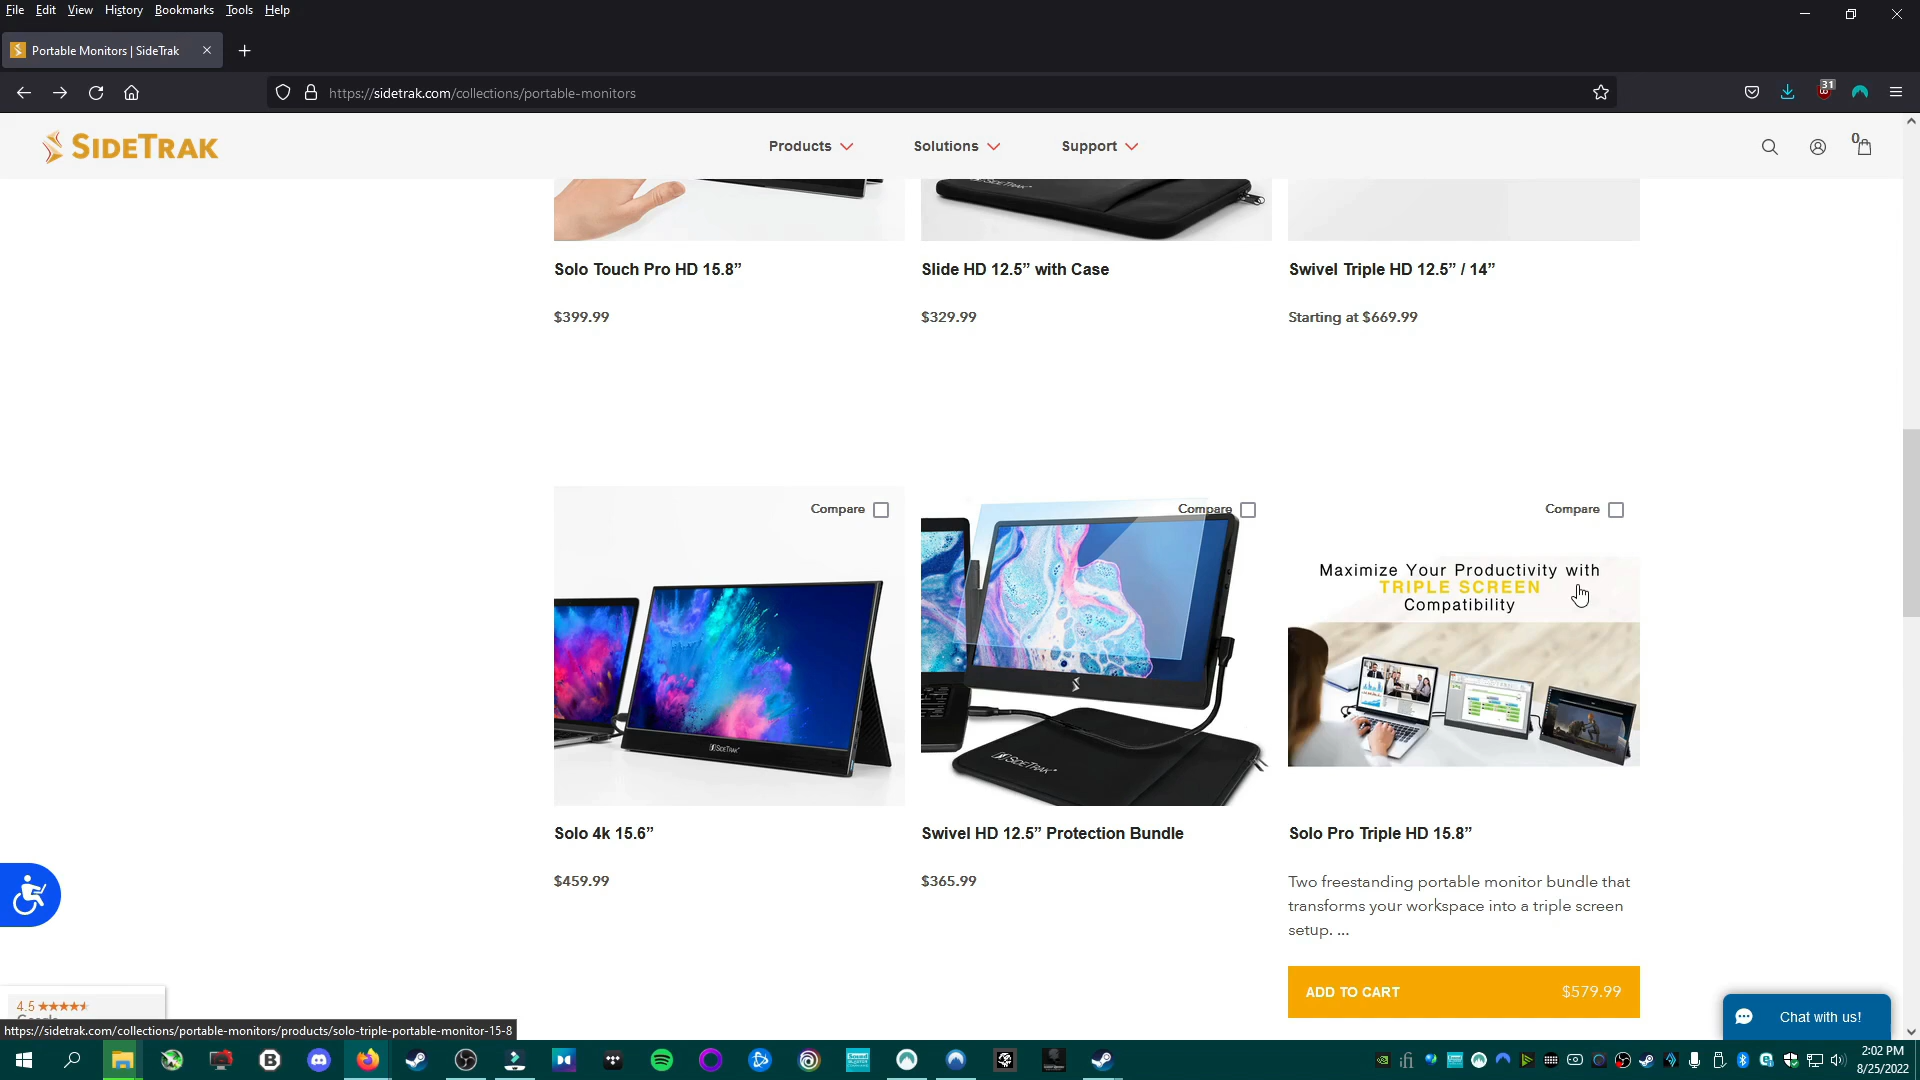 File Edit View History Bookmarks Tools Help
Portable Monitors | SideTrak
https://sidetrak.com/collections/portable-monitors
31
SIDETRAK
Products Solutions Support
0
SIDETRAK
Solo Touch Pro HD 15.8”
Slide HD 12.5” with Case
Swivel Triple HD 12.5” / 14”
$399.99
$329.99
Starting at $669.99
Compare
Compare
Compare
Maximize Your Productivity with
TRIPLE SCREEN
Compatibility
SIDETRAK
SIDETRAK
Solo 4k 15.6”
Swivel HD 12.5” Protection Bundle
Solo Pro Triple HD 15.8”
$459.99
$365.99
Two freestanding portable monitor bundle that
transforms your workspace into a triple screen
setup. ...
ADD TO CART $579.99
4.5
Chat with us!
https://sidetrak.com/collections/portable-monitors/products/solo-triple-portable-monitor-15-8
2:02 PM
8/25/2022